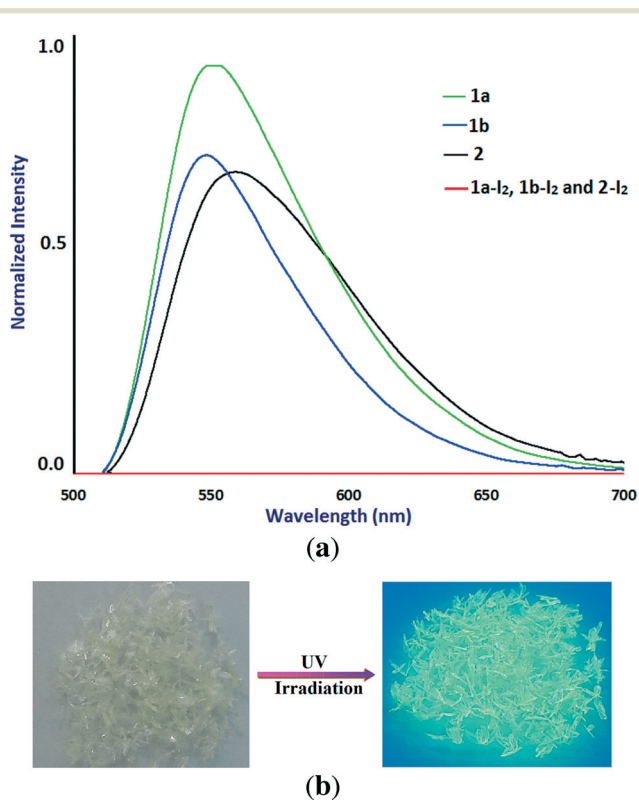 1.0
0.5
0.0
Normalized Intensity
1a
1b
2
1a-I₂, 1b-I₂ and 2-I₂
500 550 600 650 700
Wavelength (nm)
(a)
UV
Irradiation
(b)